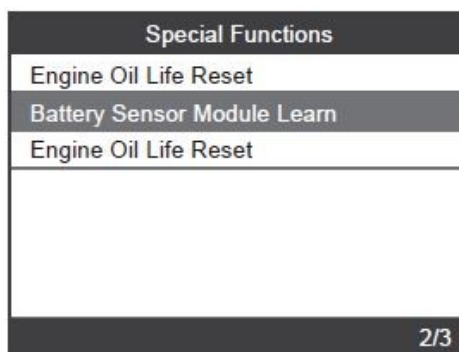 Special Functions
Engine Oil Life Reset
Battery Sensor Module Learn
Engine Oil Life Reset
2/3